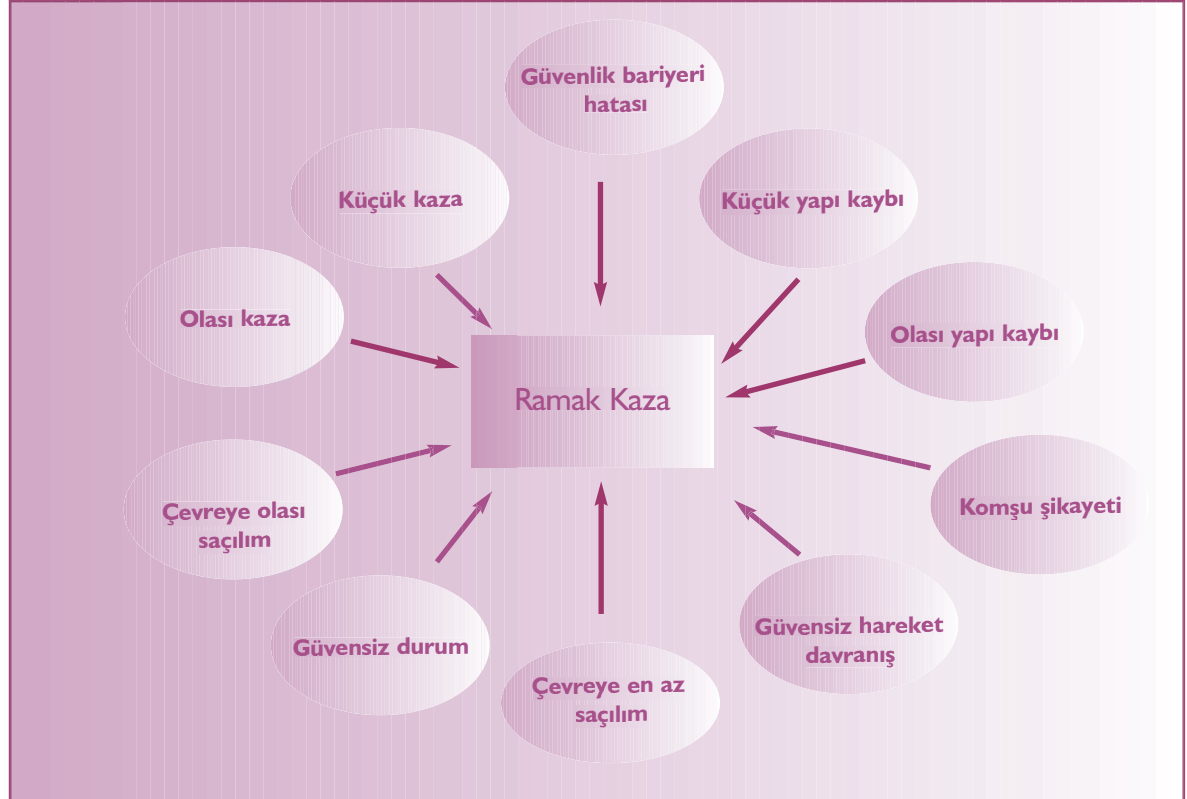 Güvenlik bariyeri
hatası
Küçük kaza
Küçük yapı kaybı
Olası kaza
Olası yapı kaybı
Ramak Kaza
Çevreye olası
saçılım
Komşu şikayeti
Güvensiz durum
Güvensiz hareket
davranış
Çevreye en az
saçılım